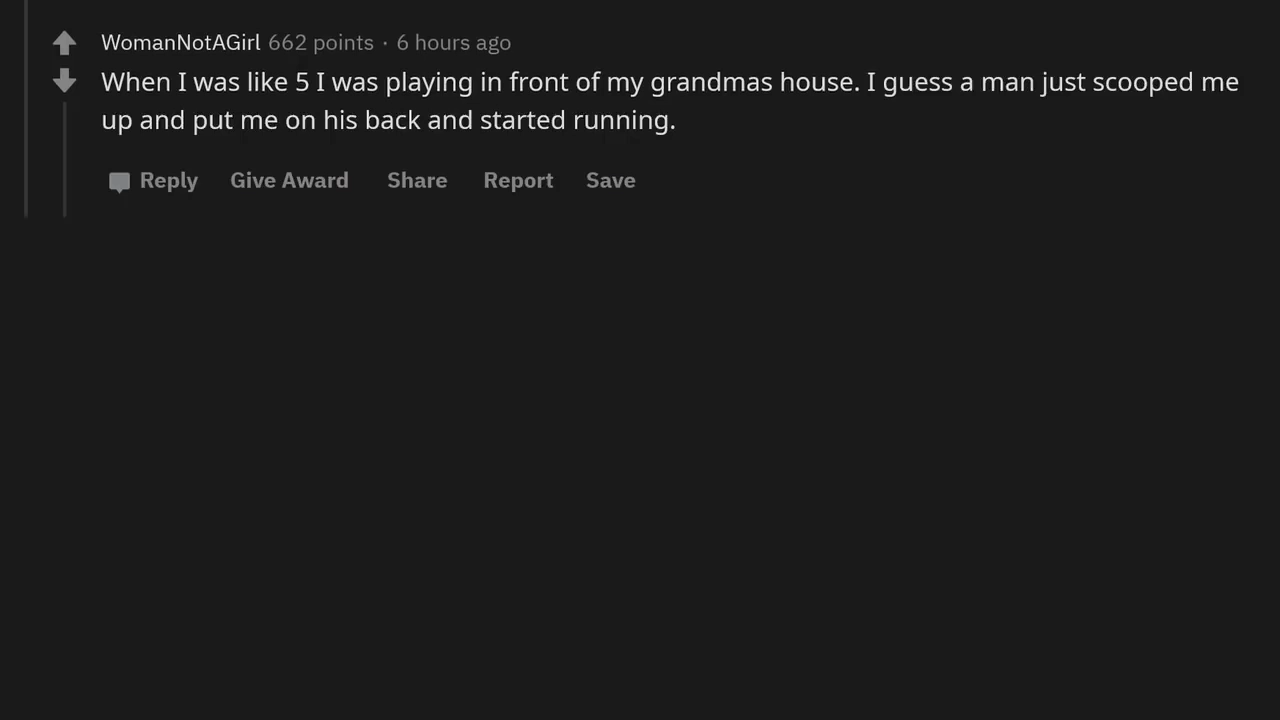 WomanNotAGirl 662 points · 6 hours ago
When I was like 5 I was playing in front of my grandmas house. I guess a man just scooped me
up and put me on his back and started running.
Reply Give Award Share Report Save